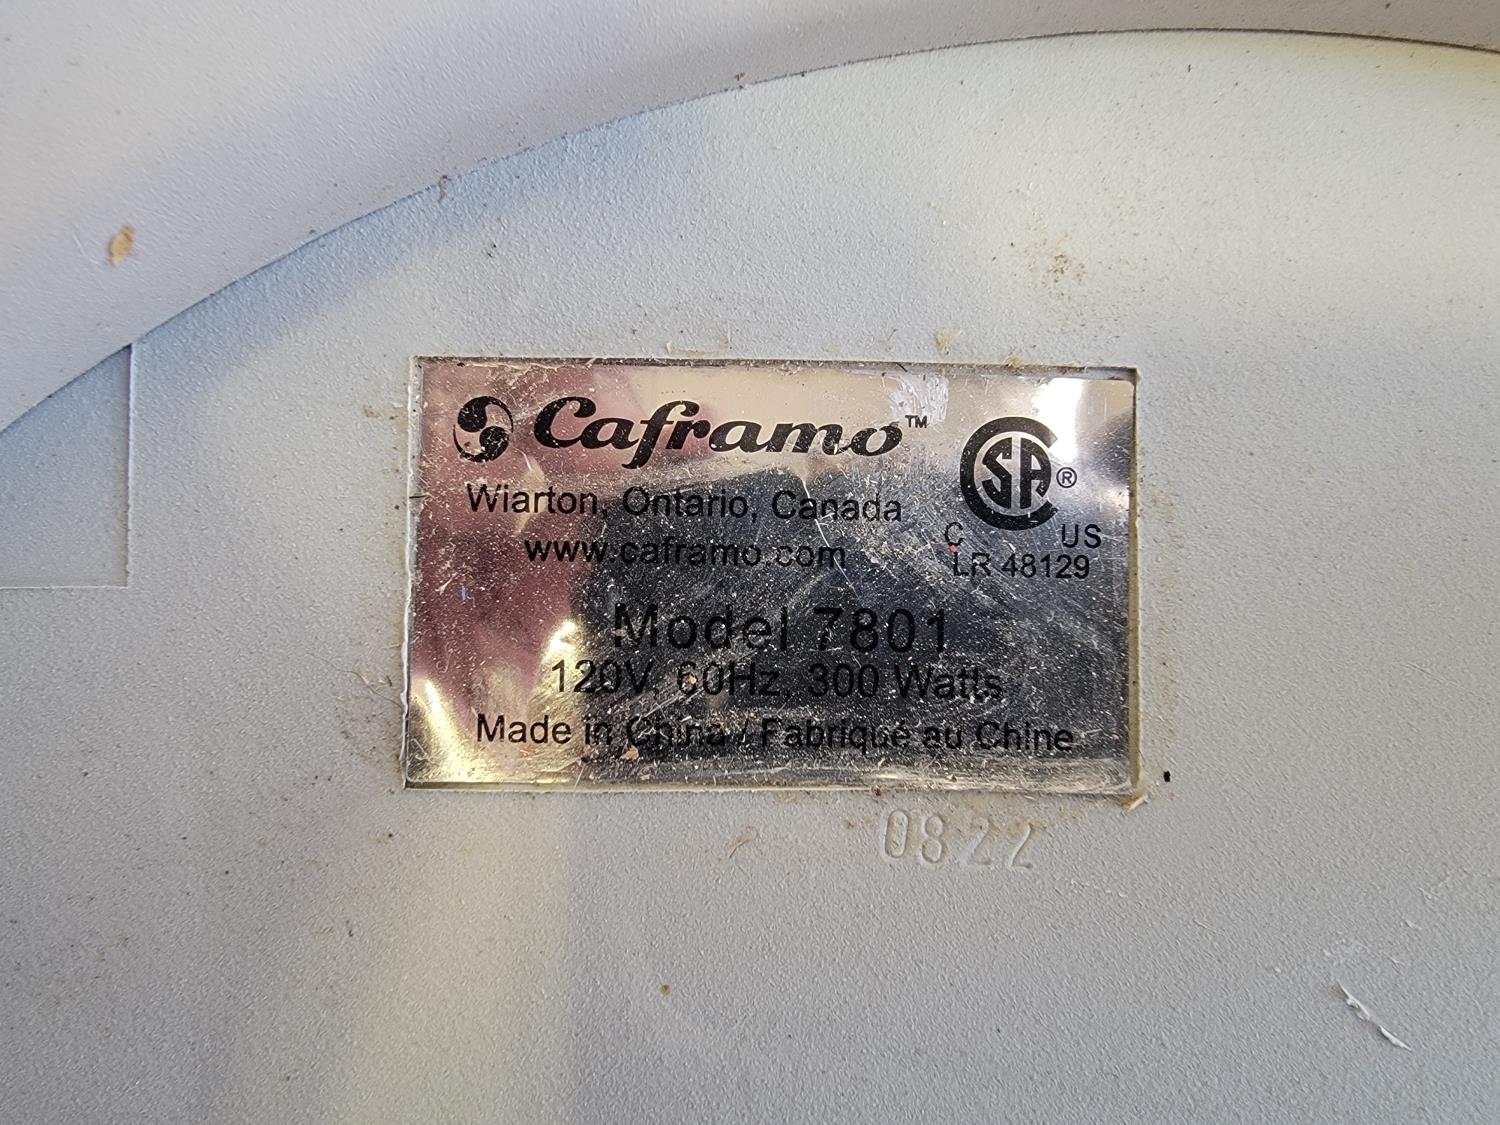 Caframo™
Wiarton, Ontario, Canada
www.caframo.com
CSA®
C US
LR 48129
Model 7801
120V, 60Hz, 300 Watts
Made in China / Fabriqué au Chine
0822